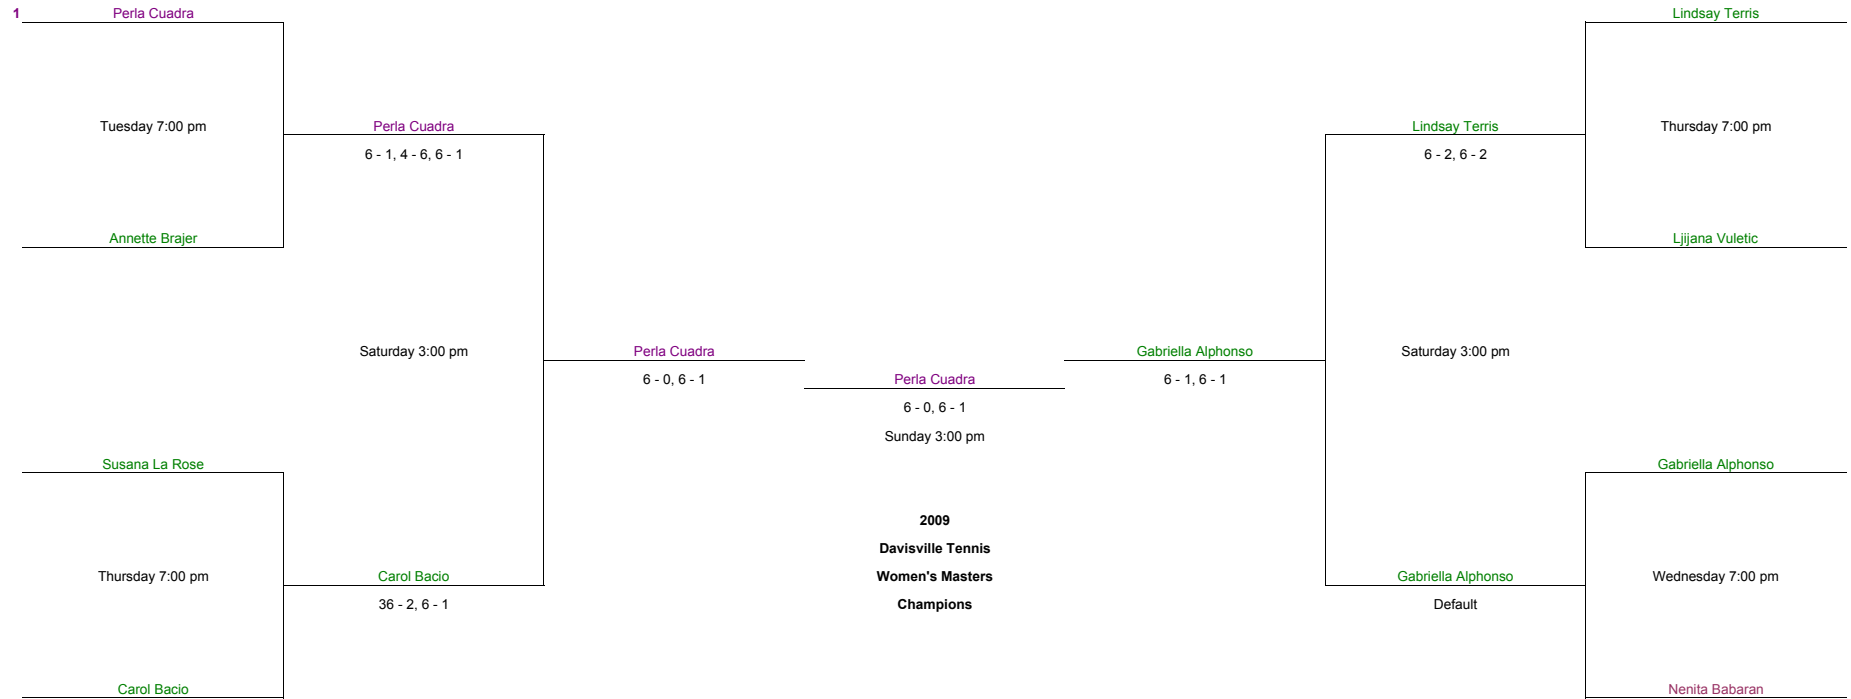 1 Perla Cuadra Lindsay Terris
Tuesday 7:00 pm Perla Cuadra Lindsay Terris Thursday 7:00 pm
6 - 1, 4 - 6, 6 - 1 6 - 2, 6 - 2
Annette Brajer Ljijana Vuletic
Saturday 3:00 pm Perla Cuadra Gabriella Alphonso Saturday 3:00 pm
6 - 0, 6 - 1 Perla Cuadra 6 - 1, 6 - 1
6 - 0, 6 - 1
Sunday 3:00 pm
Susana La Rose Gabriella Alphonso
2009
Davisville Tennis
Thursday 7:00 pm Carol Bacio Women's Masters Gabriella Alphonso Wednesday 7:00 pm
36 - 2, 6 - 1 Champions Default
Carol Bacio Nenita Babaran